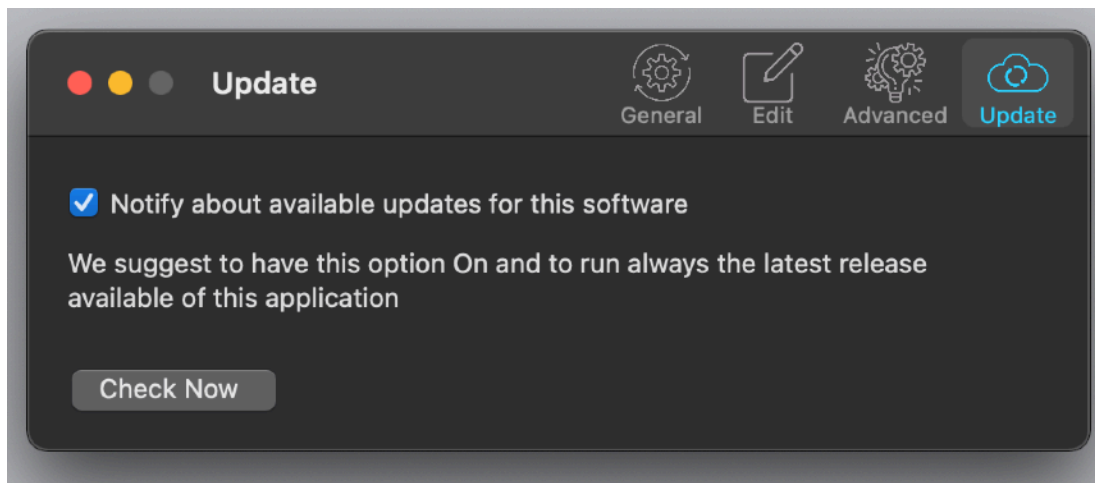 Update
General
Edit
Advanced
Update
Notify about available updates for this software
We suggest to have this option On and to run always the latest release
available of this application
Check Now